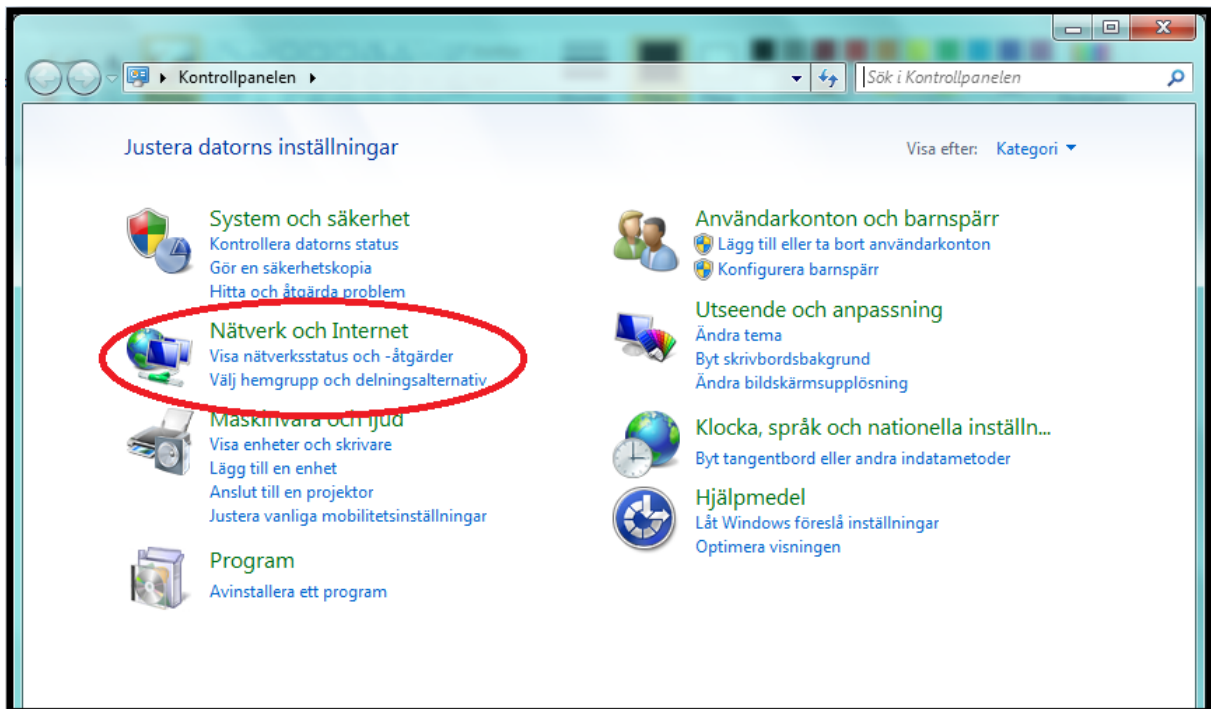 Kontrollpanelen
Sök i Kontrollpanelen
Justera datorns inställningar
Visa efter: Kategori
System och säkerhet
Kontrollera datorns status
Gör en säkerhetskopia
Hitta och åtgärda problem
Nätverk och Internet
Visa nätverksstatus och -åtgärder
Välj hemgrupp och delningsalternativ
Maskinvara och ljud
Visa enheter och skrivare
Lägg till en enhet
Anslut till en projektor
Justera vanliga mobilitetsinställningar
Program
Avinstallera ett program
Användarkonton och barnspärr
Lägg till eller ta bort användarkonton
Konfigurera barnspärr
Utseende och anpassning
Ändra tema
Byt skrivbordsbakgrund
Ändra bildskärmsupplösning
Klocka, språk och nationella inställn...
Byt tangentbord eller andra indatametoder
Hjälpmedel
Låt Windows föreslå inställningar
Optimera visningen